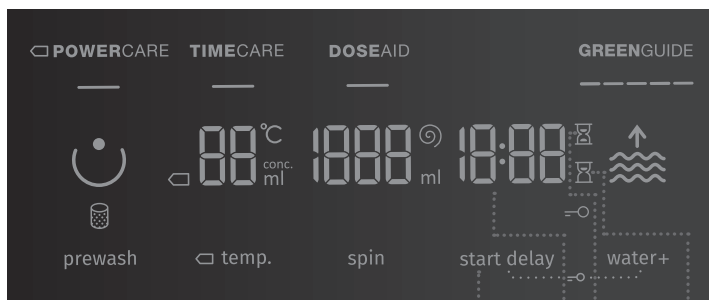 POWERCARE TIMECARE DOSEAID GREENGUIDE
88 °C 1888 18:88
conc.
ml ml
prewash temp. spin start delay water+